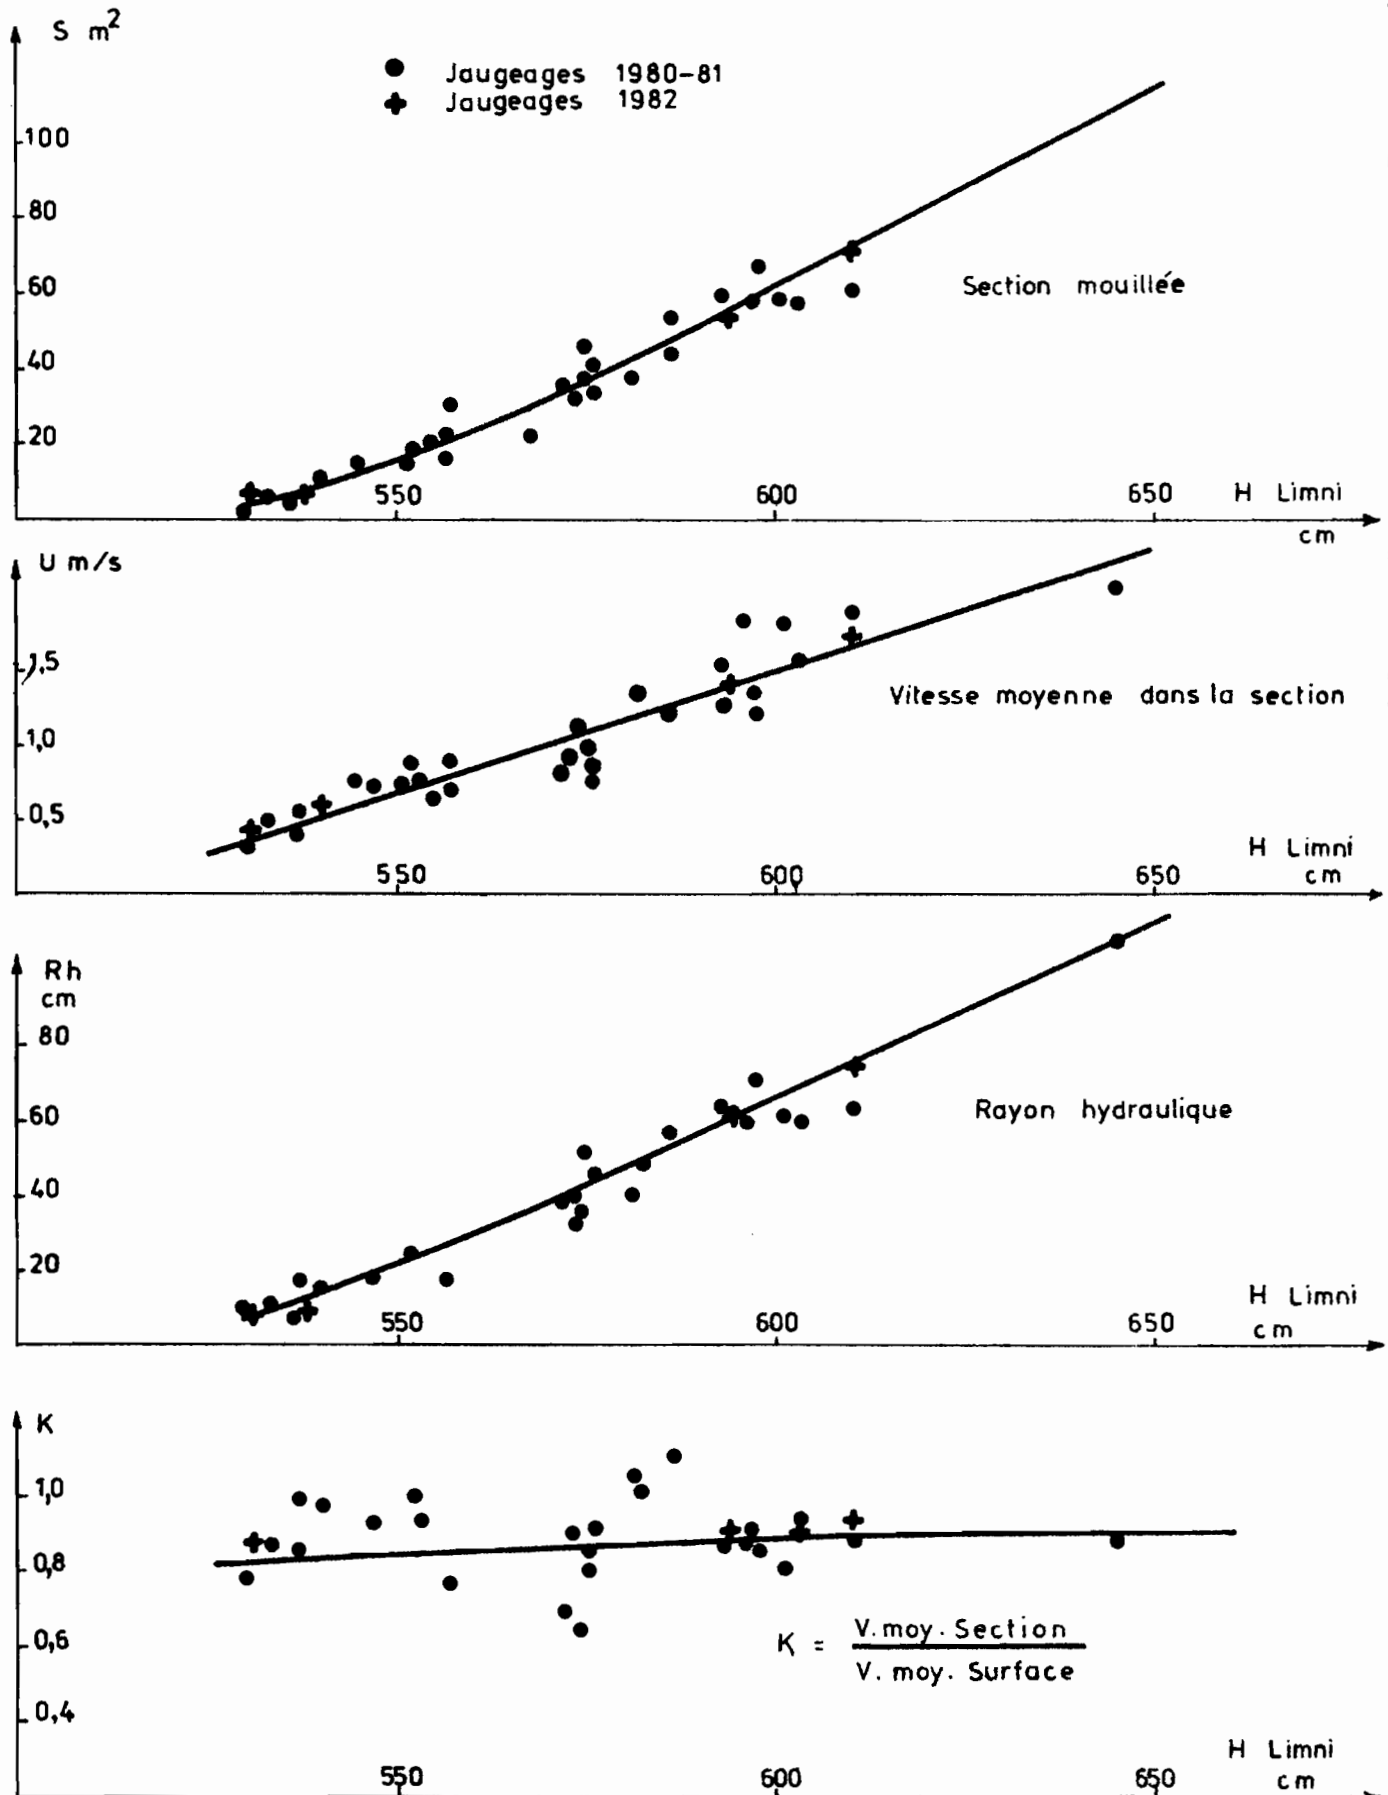 S m²
Jaugeages 1980-81
Jaugeages 1982
100
80
60
40
20
Section mouillée
550 600 650 H Limni
cm
U m/s
1,5
1,0
0,5
Vitesse moyenne dans la section
H Limni
550 600 650 cm
Rh
cm
80
60
40
20
Rayon hydraulique
H Limni
550 600 650 cm
K
1,0
0,8
0,6
0,4
K = V. moy. Section
V. moy. Surface
H Limni
550 600 650 cm